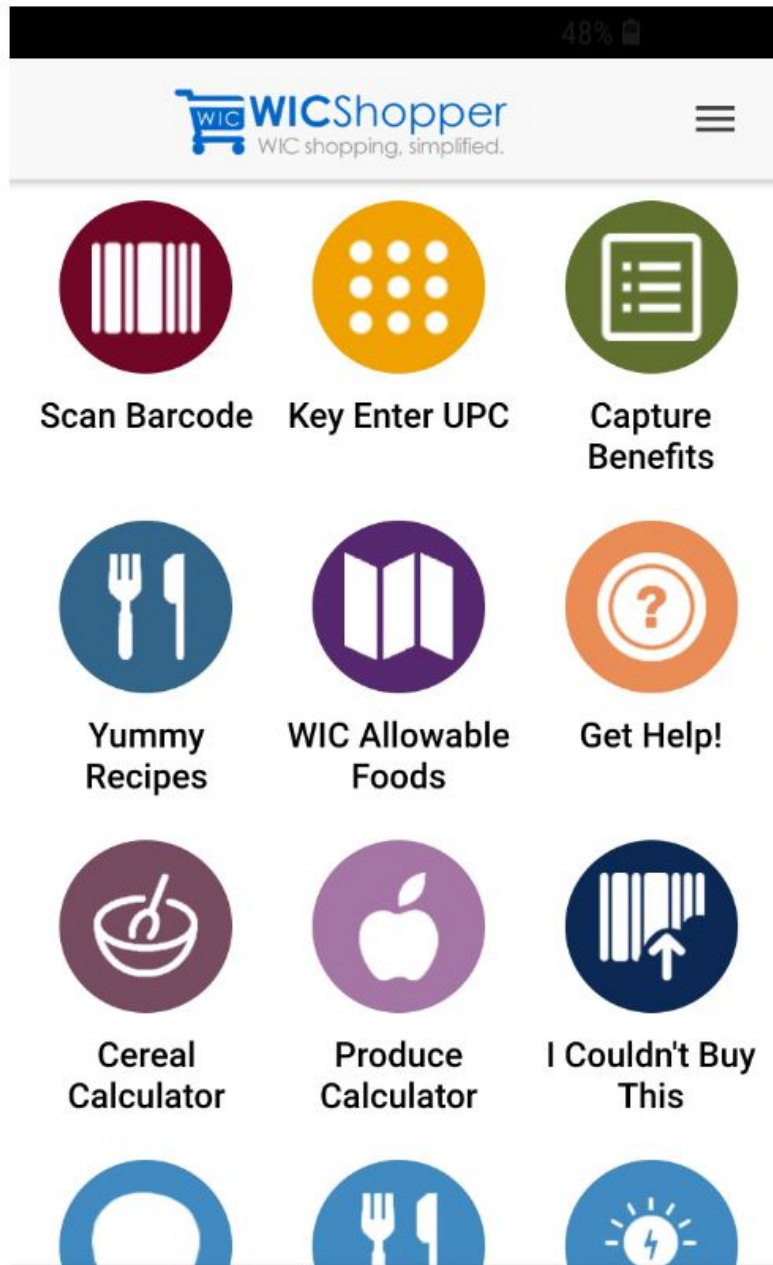 48%
WIC WICShopper
WIC shopping, simplified.
Scan Barcode Key Enter UPC Capture
Benefits
Yummy
Recipes
WIC Allowable
Foods
Get Help!
Cereal
Calculator
Produce
Calculator
I Couldn't Buy
This